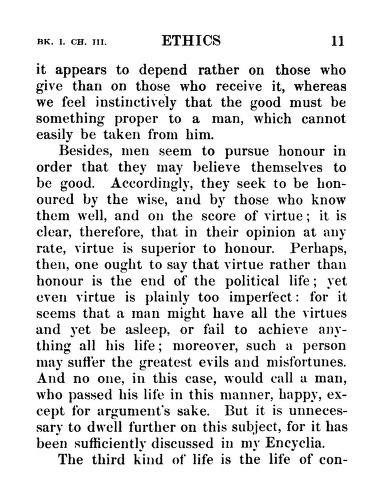 BK. I. CH. III. ETHICS 11
it appears to depend rather on those who
give than on those who receive it, whereas
we feel instinctively that the good must be
something proper to a man, which cannot
easily be taken from him.
Besides, men seem to pursue honour in
order that they may believe themselves to
be good. Accordingly, they seek to be hon-
oured by the wise, and by those who know
them well, and on the score of virtue; it is
clear, therefore, that in their opinion at any
rate, virtue is superior to honour. Perhaps,
then, one ought to say that virtue rather than
honour is the end of the political life; yet
even virtue is plainly too imperfect: for it
seems that a man might have all the virtues
and yet be asleep, or fail to achieve any-
thing all his life; moreover, such a person
may suffer the greatest evils and misfortunes.
And no one, in this case, would call a man,
who passed his life in this manner, happy, ex-
cept for argument's sake. But it is unneces-
sary to dwell further on this subject, for it has
been sufficiently discussed in my Encyclia.
The third kind of life is the life of con-